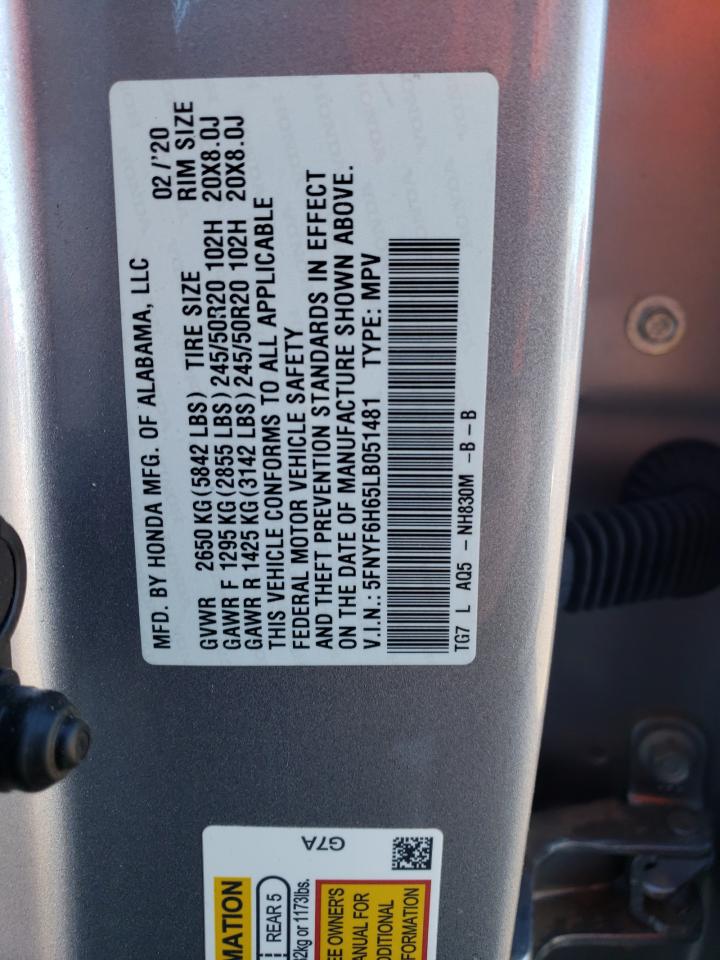 MFD. BY HONDA MFG. OF ALABAMA, LLC 02/'20
GVWR 2650 KG (5842 LBS) TIRE SIZE RIM SIZE
GAWR F 1295 KG (2855 LBS) 245/50R20 102H 20X8.0J
GAWR R 1425 KG (3142 LBS) 245/50R20 102H 20X8.0J
THIS VEHICLE CONFORMS TO ALL APPLICABLE
FEDERAL MOTOR VEHICLE SAFETY
AND THEFT PREVENTION STANDARDS IN EFFECT
ON THE DATE OF MANUFACTURE SHOWN ABOVE.
V.I.N.: 5FNYF6H65LB051481 TYPE: MPV
TG7 L AQ5 - NH830M -B-B
G7A
MATION
REAR 5
2kg or 1173lbs.
EE OWNER'S
ANUAL FOR
ADDITIONAL
FORMATION